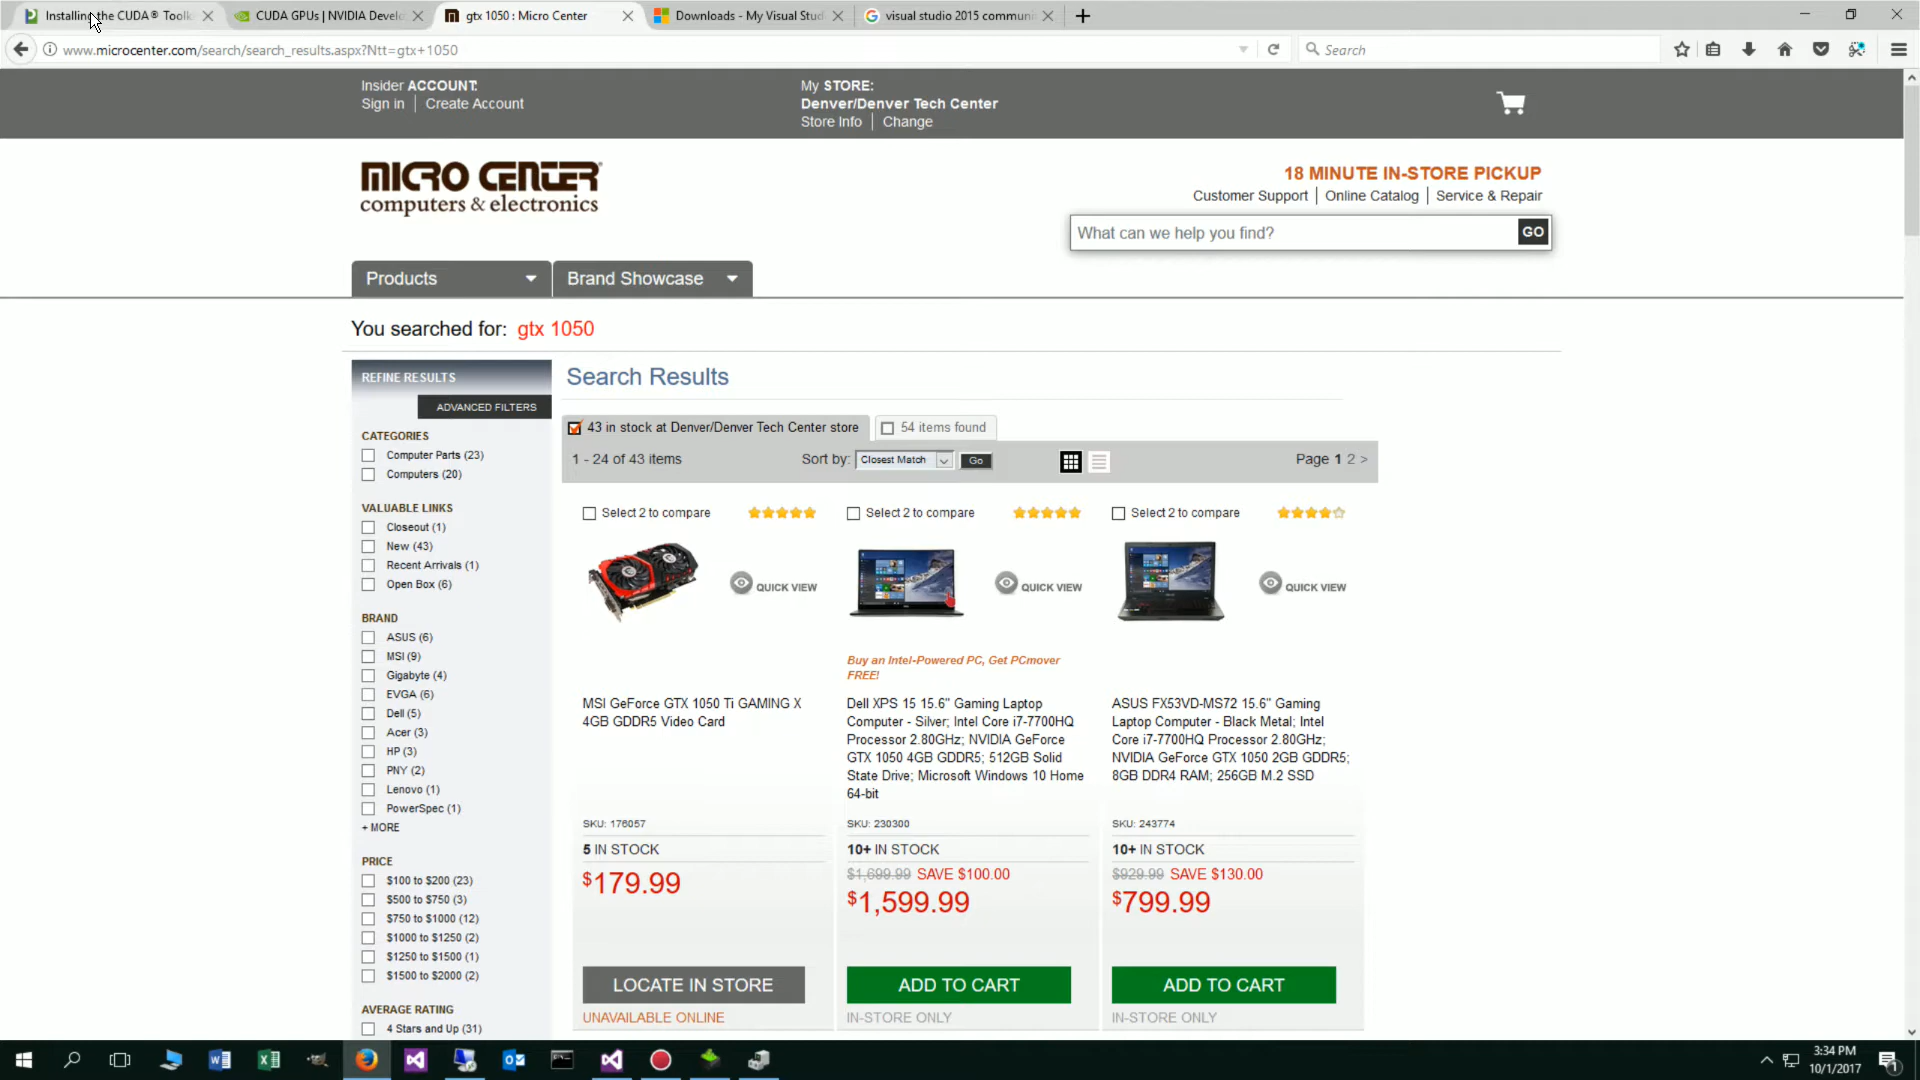 Installing the CUDA® Toolk
CUDA GPUs | NVIDIA Develo
gtx 1050 : Micro Center
Downloads - My Visual Stud
visual studio 2015 communi
www.microcenter.com/search/search_results.aspx?Ntt=gtx+1050
Search
Insider ACCOUNT:
Sign in | Create Account
My STORE:
Denver/Denver Tech Center
Store Info | Change
MICRO CENTER
computers & electronics
18 MINUTE IN-STORE PICKUP
Customer Support | Online Catalog | Service & Repair
What can we help you find?
GO
Products
Brand Showcase
You searched for: gtx 1050
REFINE RESULTS
ADVANCED FILTERS
CATEGORIES
Computer Parts (23)
Computers (20)
VALUABLE LINKS
Closeout (1)
New (43)
Recent Arrivals (1)
Open Box (6)
BRAND
ASUS (6)
MSI (9)
Gigabyte (4)
EVGA (6)
Dell (5)
Acer (3)
HP (3)
PNY (2)
Lenovo (1)
PowerSpec (1)
+ MORE
PRICE
$100 to $200 (23)
$500 to $750 (3)
$750 to $1000 (12)
$1000 to $1250 (2)
$1250 to $1500 (1)
$1500 to $2000 (2)
AVERAGE RATING
4 Stars and Up (31)
Search Results
43 in stock at Denver/Denver Tech Center store
54 items found
1 - 24 of 43 items
Sort by: Closest Match Go
Page 1 2 >
Select 2 to compare
QUICK VIEW
MSI GeForce GTX 1050 Ti GAMING X
4GB GDDR5 Video Card
SKU: 176057
5 IN STOCK
$179.99
LOCATE IN STORE
UNAVAILABLE ONLINE
Select 2 to compare
QUICK VIEW
Buy an Intel-Powered PC, Get PCmover
FREE!
Dell XPS 15 15.6" Gaming Laptop
Computer - Silver; Intel Core i7-7700HQ
Processor 2.80GHz; NVIDIA GeForce
GTX 1050 4GB GDDR5; 512GB Solid
State Drive; Microsoft Windows 10 Home
64-bit
SKU: 230300
10+ IN STOCK
$1,699.99 SAVE $100.00
$1,599.99
ADD TO CART
IN-STORE ONLY
Select 2 to compare
QUICK VIEW
ASUS FX53VD-MS72 15.6" Gaming
Laptop Computer - Black Metal; Intel
Core i7-7700HQ Processor 2.80GHz;
NVIDIA GeForce GTX 1050 2GB GDDR5;
8GB DDR4 RAM; 256GB M.2 SSD
SKU: 243774
10+ IN STOCK
$929.99 SAVE $130.00
$799.99
ADD TO CART
IN-STORE ONLY
3:34 PM
10/1/2017